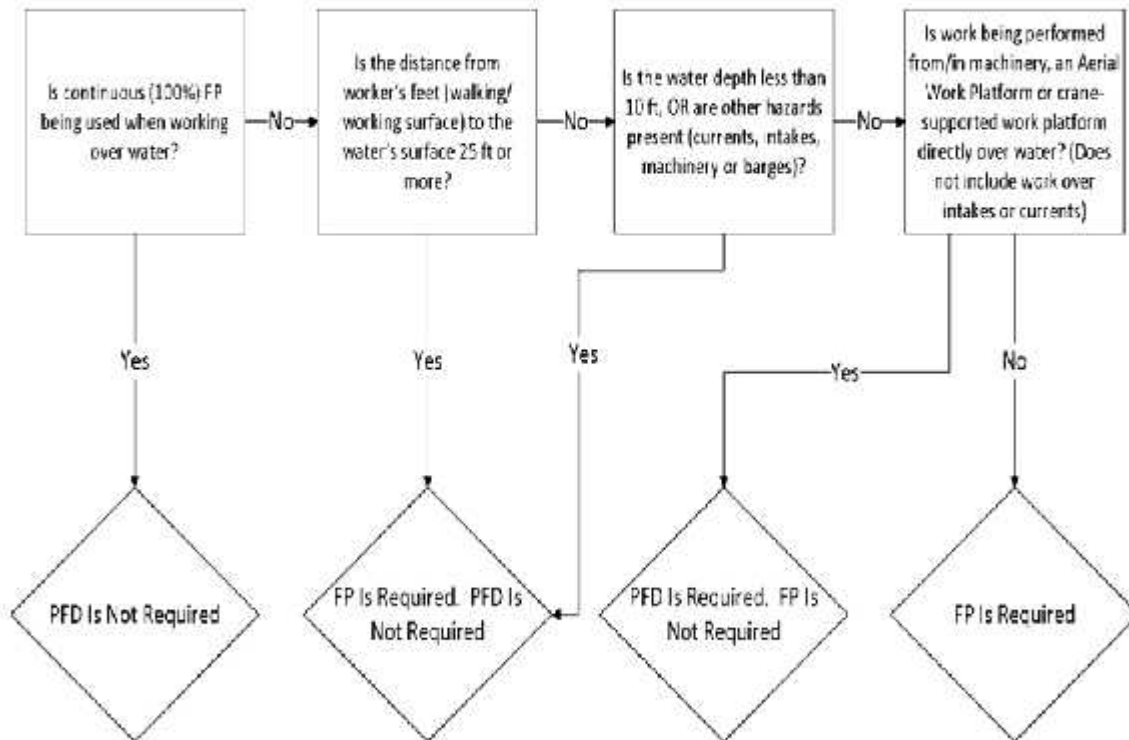 Is continuous (100%) FP
being used when working
over water?
No
Is the distance from
worker's feet (walking/
working surface) to the
water's surface 25 ft or
more?
No
Is the water depth less than
10 ft, OR are other hazards
present (currents, intakes,
machinery or barges)?
No
Is work being performed
from/in machinery, an Aerial
Work Platform or crane-
supported work platform
directly over water? (Does
not include work over
intakes or currents)
Yes
Yes
Yes
Yes
No
PFD Is Not Required
FP Is Required. PFD Is
Not Required
PFD Is Required. FP Is
Not Required
FP Is Required